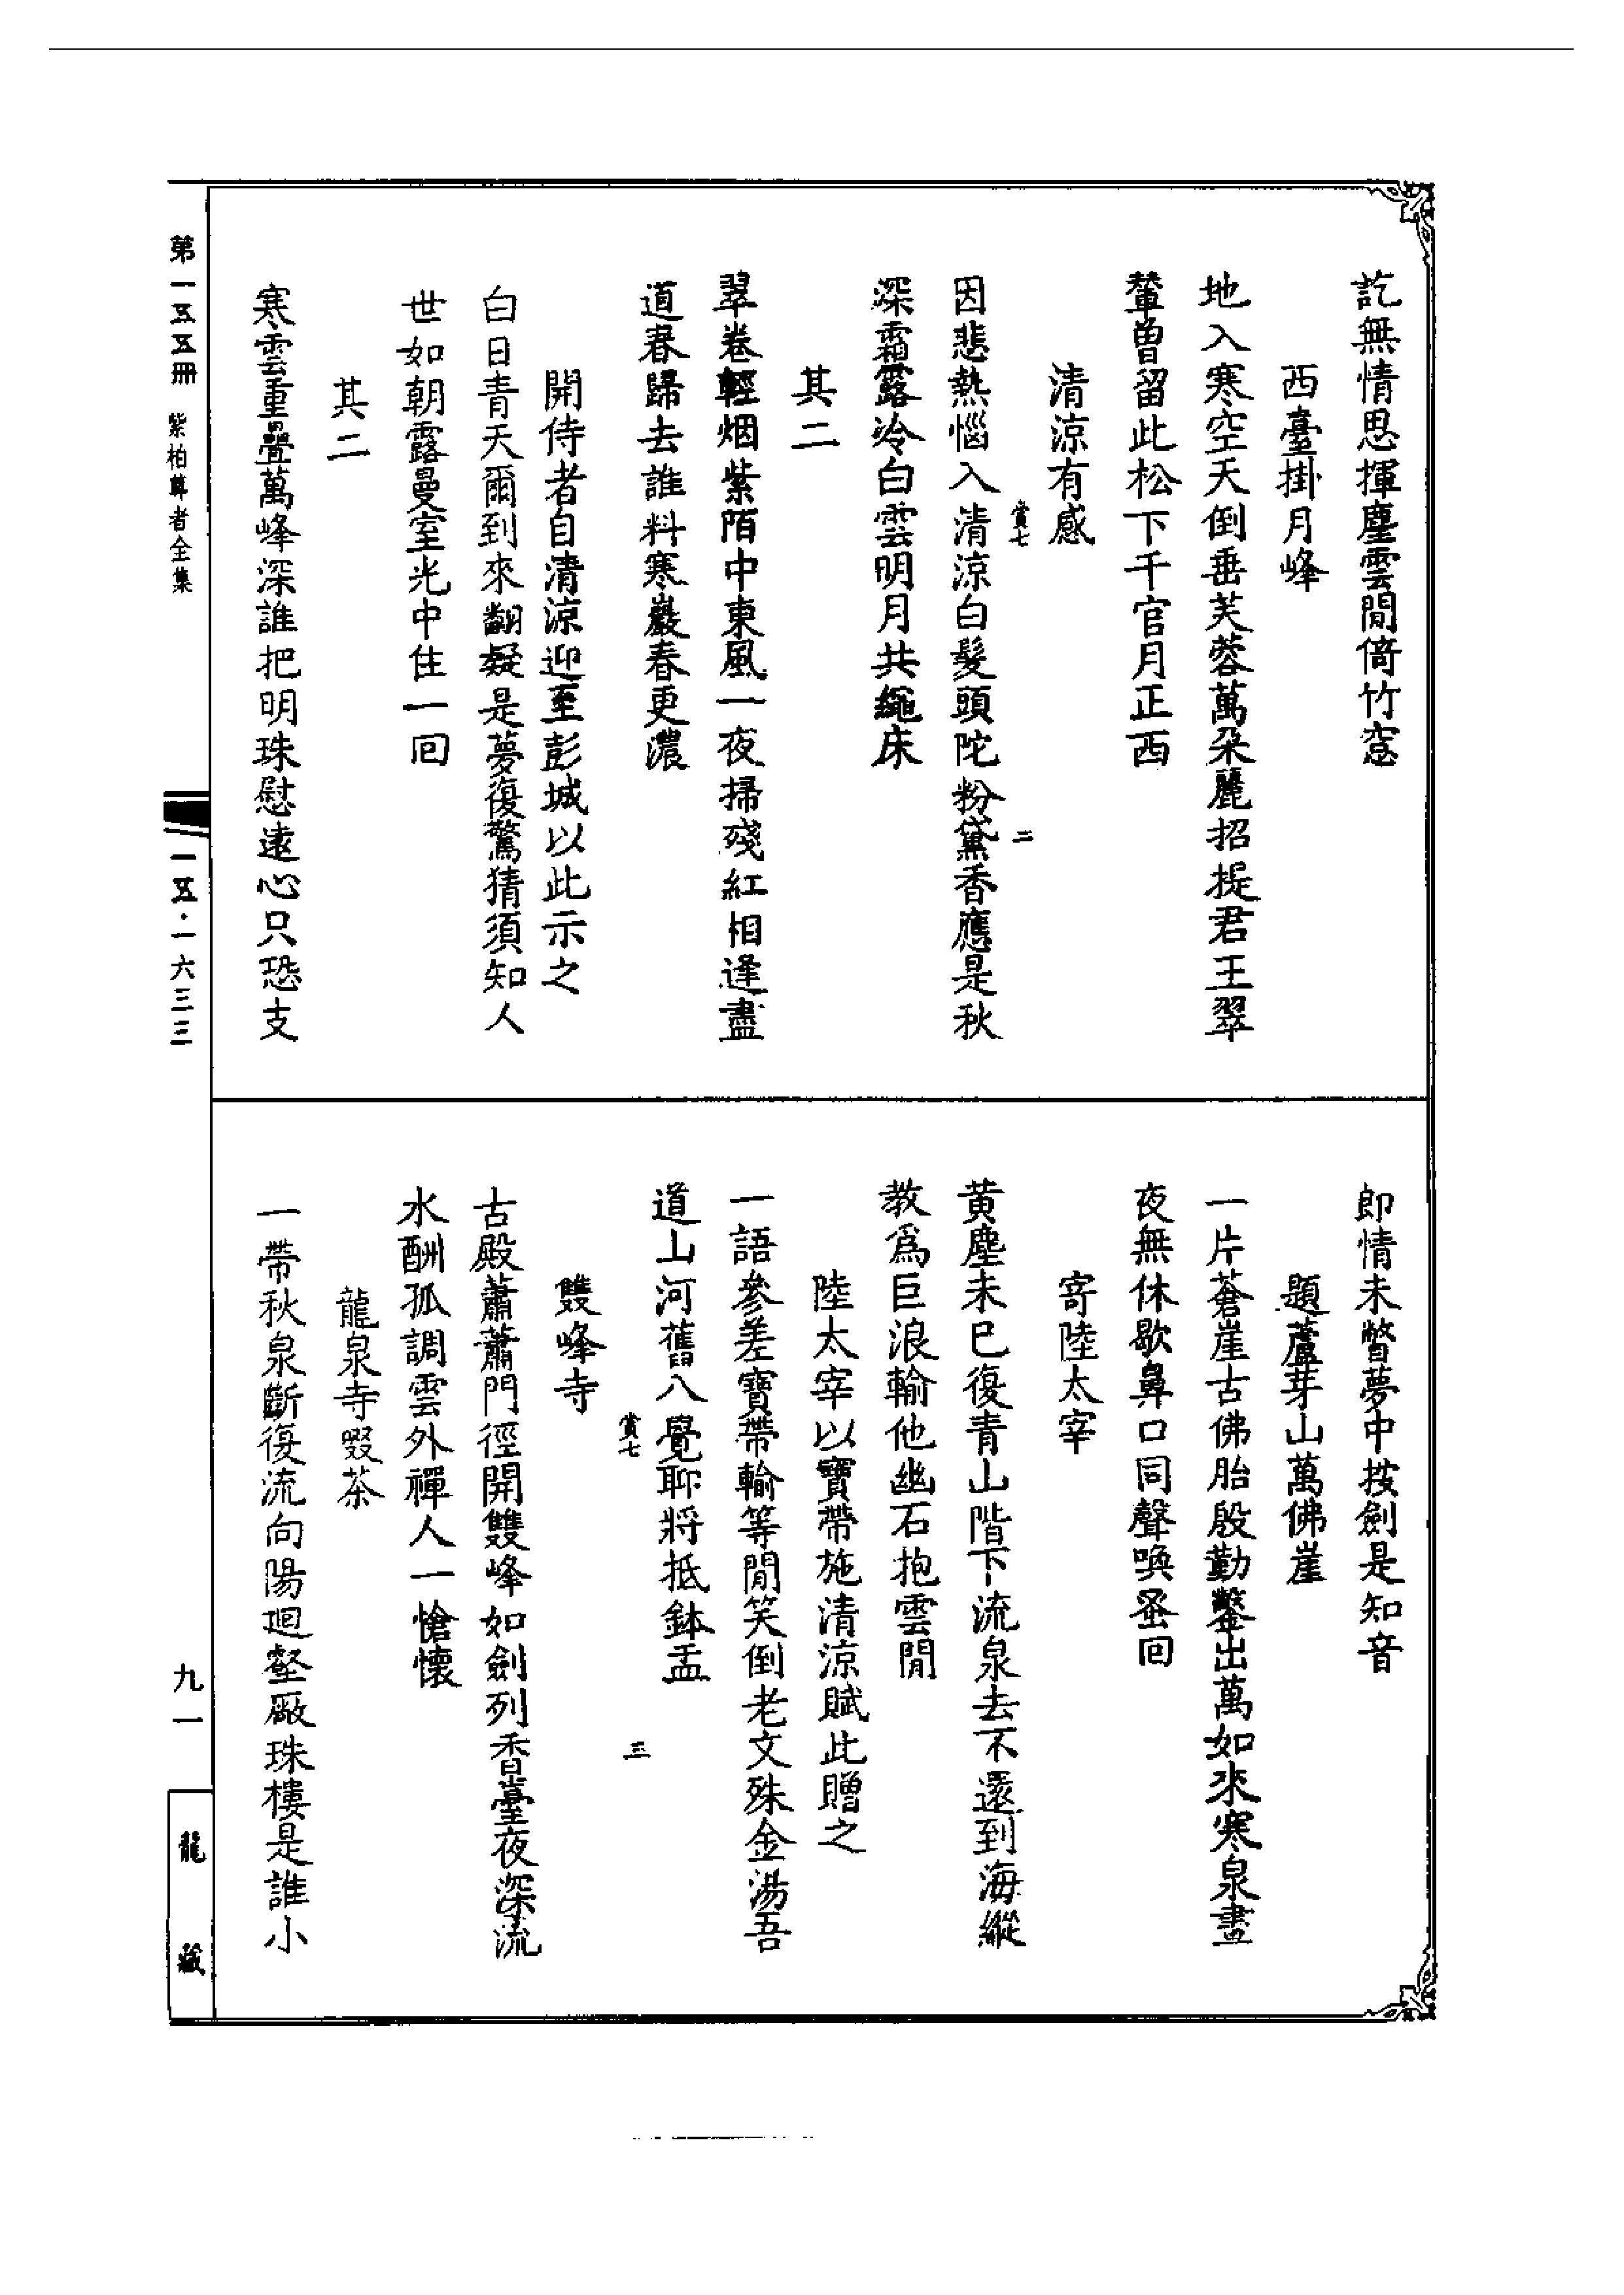 訖無情思揮塵雲閒倚竹窓
西臺掛月峰
地入寒空天倒垂芙蓉萬朵麗招提君王翠
輦曾留此松下千官月正西
清涼有感
賞七
二
因悲熱惱入清涼白髮頭陀粉黛香應是秋
深霜露冷白雲明月共繩床
其二
翠卷輕烟紫陌中東風一夜掃殘紅相逢盡
道春歸去誰料寒巖春更濃
開侍者自清涼迎至彭城以此示之
白日青天爾到來翻疑是夢復驚猜須知人
世如朝露曼室光中住一回
其二
寒雲重疊萬峰深誰把明珠慰遠心只恐支
即情未瞥夢中按劍是知音
題蘆芽山萬佛崖
一片蒼崖古佛胎殷勤鑿出萬如來寒泉晝
夜無休歇鼻口同聲喚蚤回
寄陸太宰
黄塵未已復青山階下流泉去不還到海縱
教爲巨浪輸他幽石抱雲閒
陸太宰以寶帶施清涼賦此贈之
一語參差寶帶輸等閒笑倒老文殊金湯吾
道山河舊八覺聊將抵鉢盂
賞七
三
雙峰寺
古殿蕭蕭門徑開雙峰如劍列香臺夜深流
水酬孤調雲外禪人一愴懷
龍泉寺啜茶
一帶秋泉斷復流向陽迴壑厰珠樓是誰小
第一五五冊 紫柏尊者全集
一五·一六三三
九一
龍藏